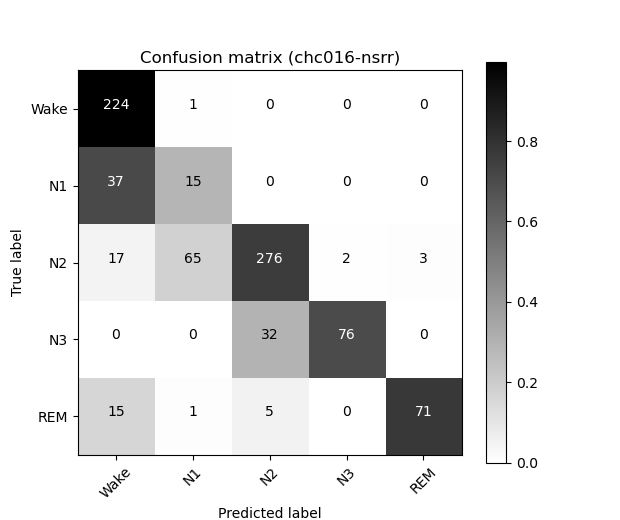 Confusion matrix (chc016-nsrr)
Wake 224 1 0 0 0
N1 37 15 0 0 0
N2 17 65 276 2 3
N3 0 0 32 76 0
REM 15 1 5 0 71
Wake N1 N2 N3 REM
Predicted label
True label
0.8
0.6
0.4
0.2
0.0